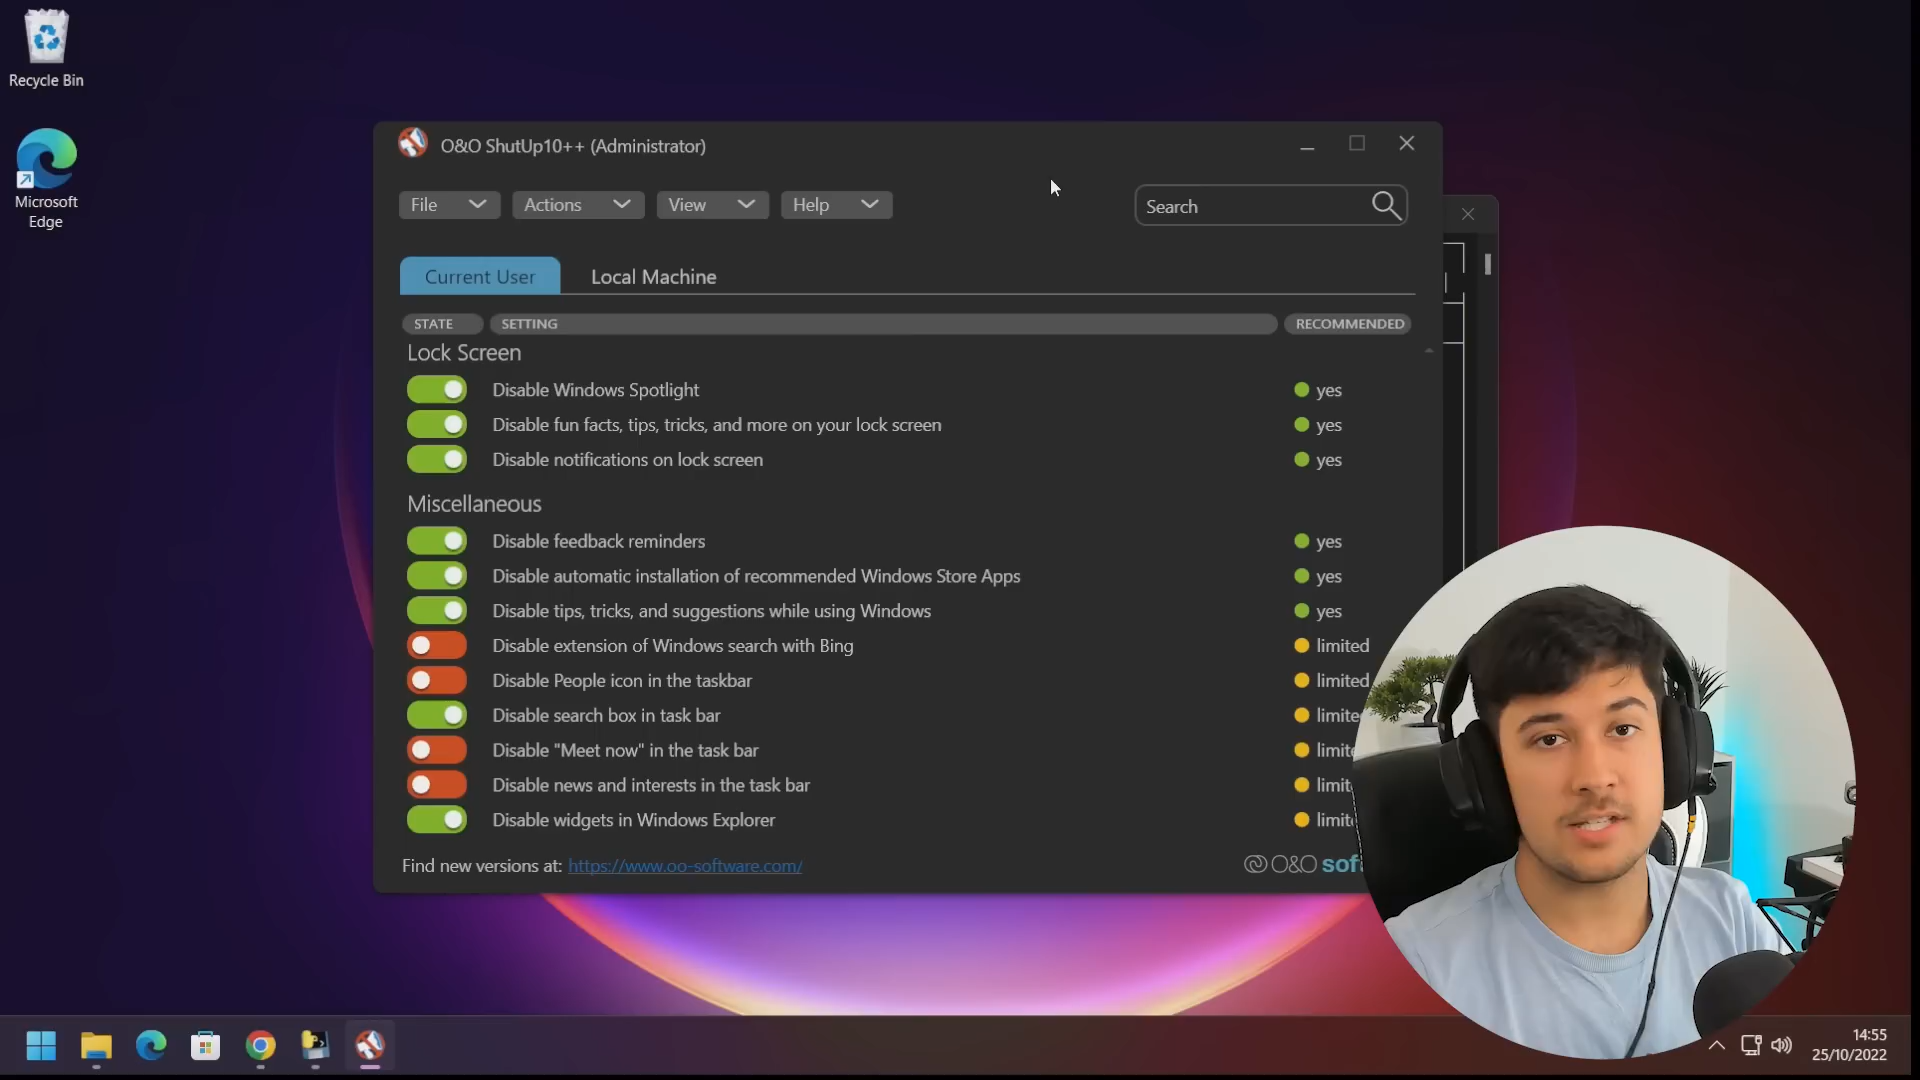 Recycle Bin
Microsoft
Edge
O&O ShutUp10++ (Administrator)
File
Actions
View
Help
Search
Current User
Local Machine
STATE
SETTING
RECOMMENDED
Lock Screen
Disable Windows Spotlight
yes
Disable fun facts, tips, tricks, and more on your lock screen
yes
Disable notifications on lock screen
yes
Miscellaneous
Disable feedback reminders
yes
Disable automatic installation of recommended Windows Store Apps
yes
Disable tips, tricks, and suggestions while using Windows
yes
Disable extension of Windows search with Bing
limited
Disable People icon in the taskbar
limited
Disable search box in task bar
limite
Disable "Meet now" in the task bar
limite
Disable news and interests in the task bar
limit
Disable widgets in Windows Explorer
limite
Find new versions at: https://www.oo-software.com/
O&O sof
14:55
25/10/2022